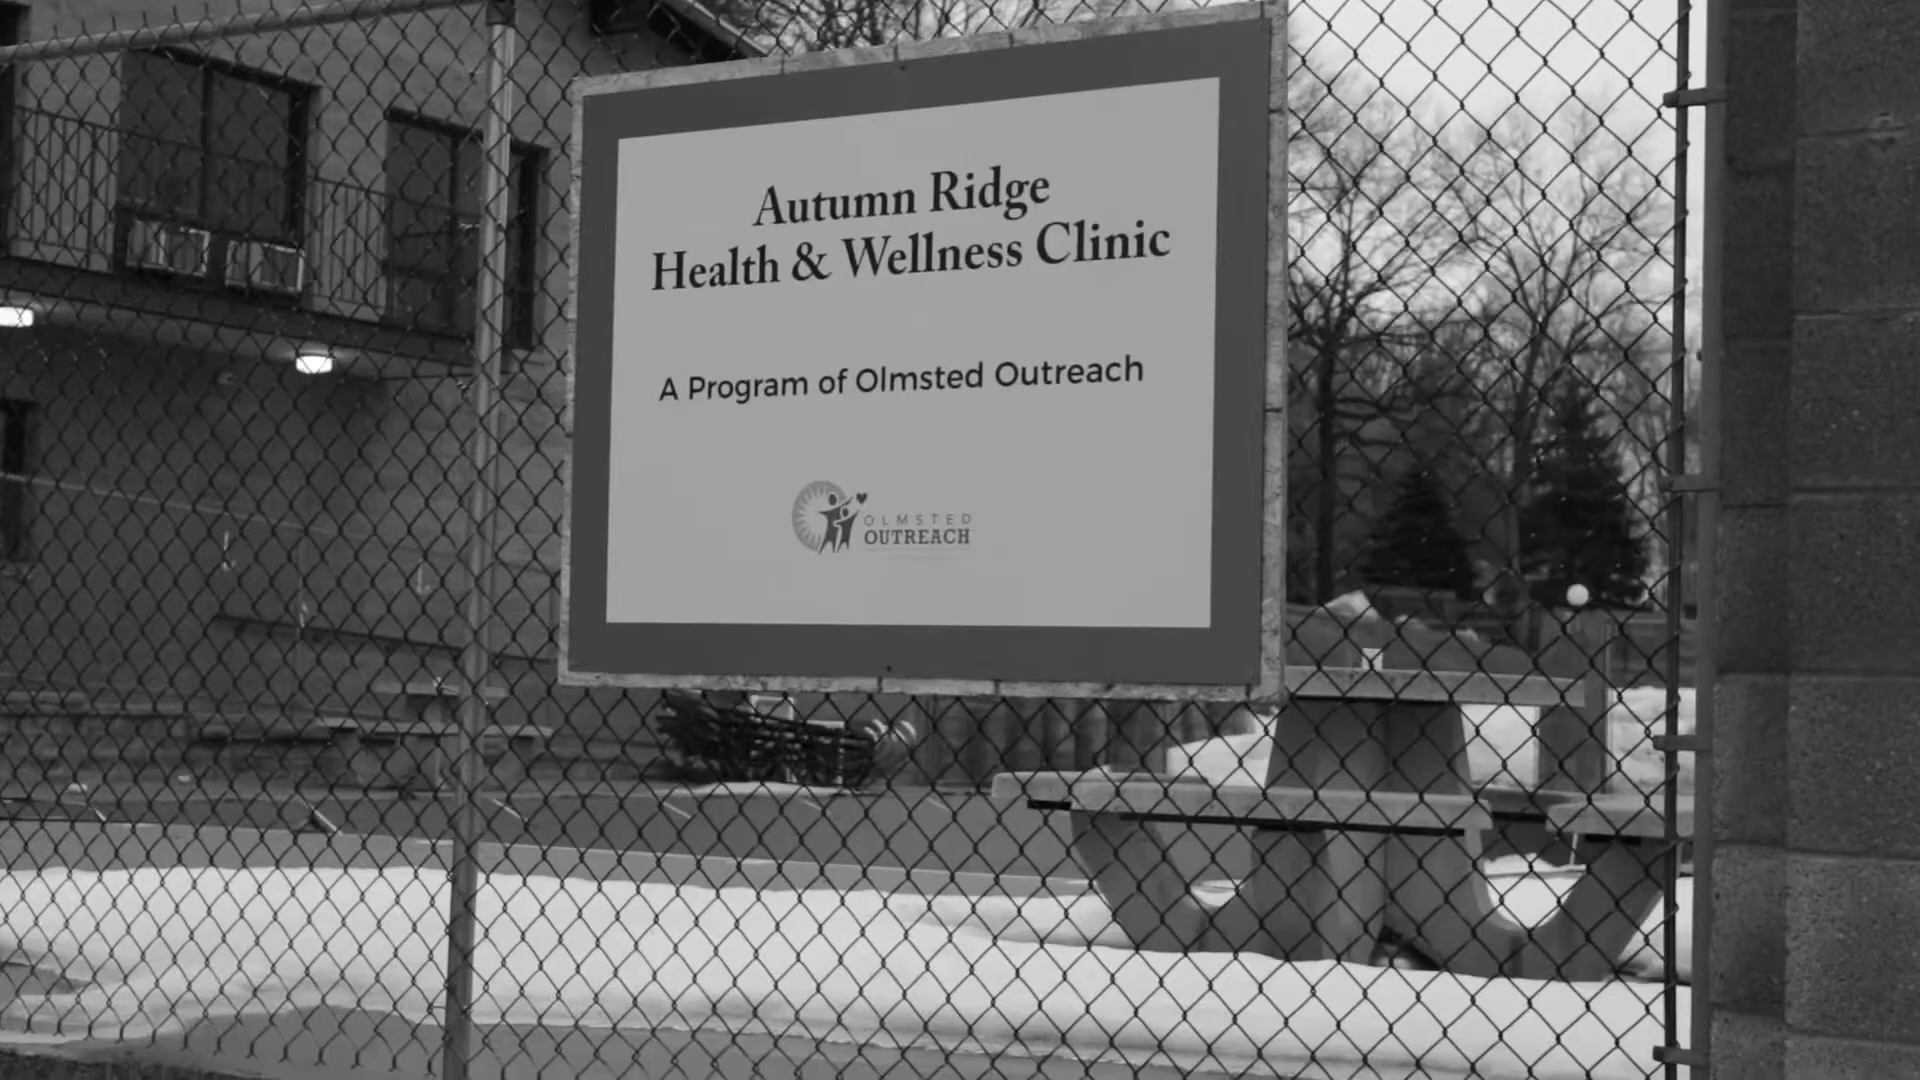 Autumn Ridge
Health & Wellness Clinic
A Program of Olmsted Outreach
OLMSTED
OUTREACH